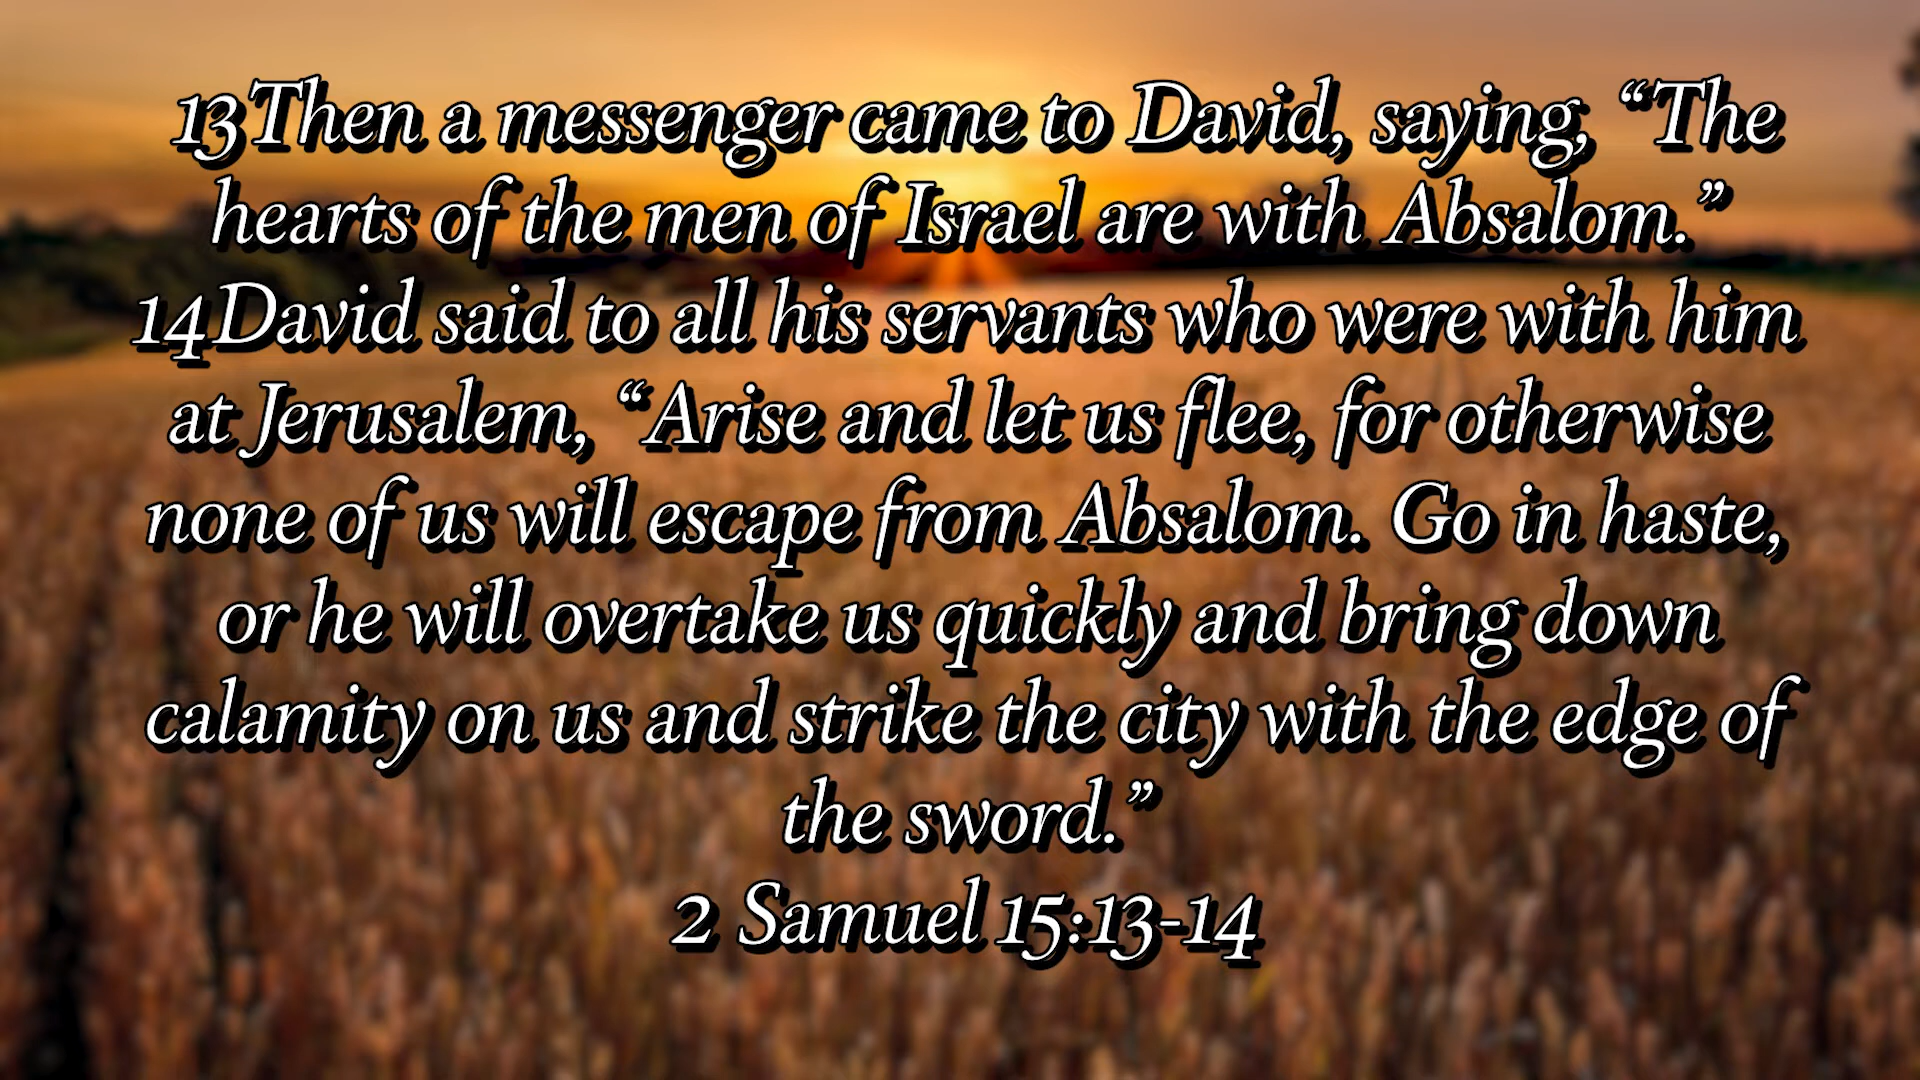 13Then a messenger came to David, saying, “The
hearts of the men of Israel are with Absalom.”
14David said to all his servants who were with him
at Jerusalem, “Arise and let us flee, for otherwise
none of us will escape from Absalom. Go in haste,
or he will overtake us quickly and bring down
calamity on us and strike the city with the edge of
the sword.”
2 Samuel 15:13-14